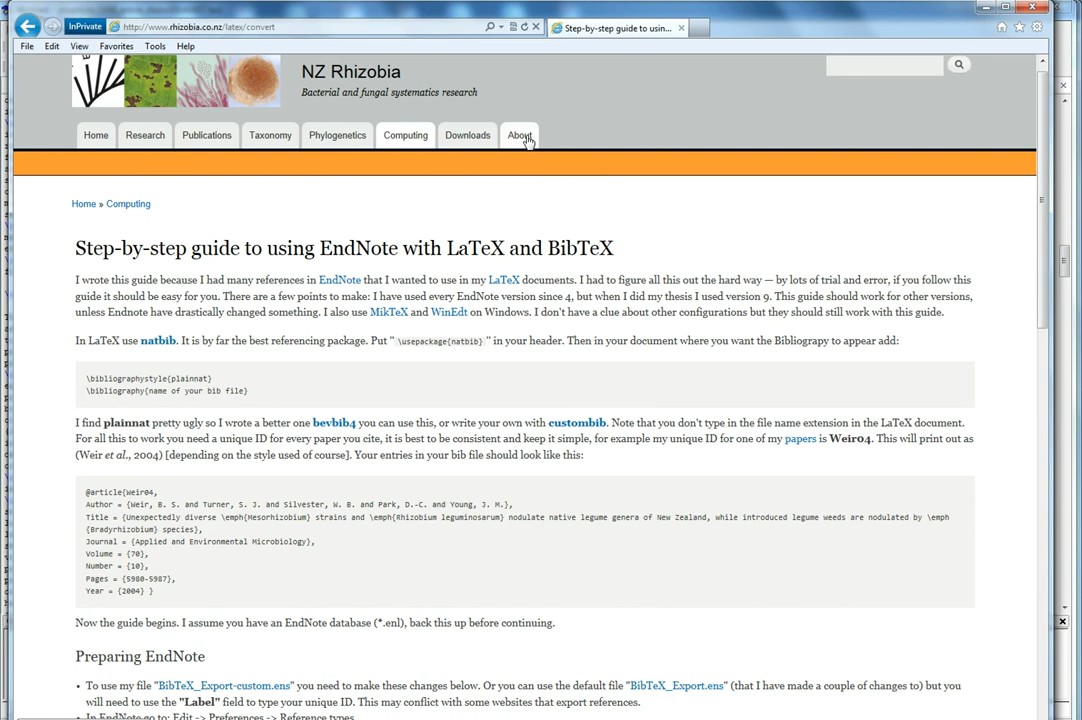 InPrivate
http://www.rhizobia.co.nz/latex/convert
Step-by-step guide to usin...
File Edit View Favorites Tools Help
NZ Rhizobia
Bacterial and fungal systematics research
Home Research Publications Taxonomy Phylogenetics Computing Downloads About
Home » Computing
Step-by-step guide to using EndNote with LaTeX and BibTeX
I wrote this guide because I had many references in EndNote that I wanted to use in my LaTeX documents. I had to figure all this out the hard way — by lots of trial and error, if you follow this
guide it should be easy for you. There are a few points to make: I have used every EndNote version since 4, but when I did my thesis I used version 9. This guide should work for other versions,
unless Endnote have drastically changed something. I also use MikTeX and WinEdt on Windows. I don't have a clue about other configurations but they should still work with this guide.
In LaTeX use natbib. It is by far the best referencing package. Put " \usepackage{natbib} " in your header. Then in your document where you want the Bibliograpy to appear add:
\bibliographystyle{plainnat}
\bibliography{name of your bib file}
I find plainnat pretty ugly so I wrote a better one bevbib4 you can use this, or write your own with custombib. Note that you don't type in the file name extension in the LaTeX document.
For all this to work you need a unique ID for every paper you cite, it is best to be consistent and keep it simple, for example my unique ID for one of my papers is Weir04. This will print out as
(Weir et al., 2004) [depending on the style used of course]. Your entries in your bib file should look like this:
@article{Weir04,
Author = {Weir, B. S. and Turner, S. J. and Silvester, W. B. and Park, D.-C. and Young, J. M.},
Title = {Unexpectedly diverse \emph{Mesorhizobium} strains and \emph{Rhizobium leguminosarum} nodulate native legume genera of New Zealand, while introduced legume weeds are nodulated by \emph
{Bradyrhizobium} species},
Journal = {Applied and Environmental Microbiology},
Volume = {70},
Number = {10},
Pages = {5980-5987},
Year = {2004} }
Now the guide begins. I assume you have an EndNote database (*.enl), back this up before continuing.
Preparing EndNote
• To use my file "BibTeX_Export-custom.ens" you need to make these changes below. Or you can use the default file "BibTeX_Export.ens" (that I have made a couple of changes to) but you
will need to use the "Label" field to type your unique ID. This may conflict with some websites that export references.
• In EndNote go to: Edit -> Preferences -> Reference types